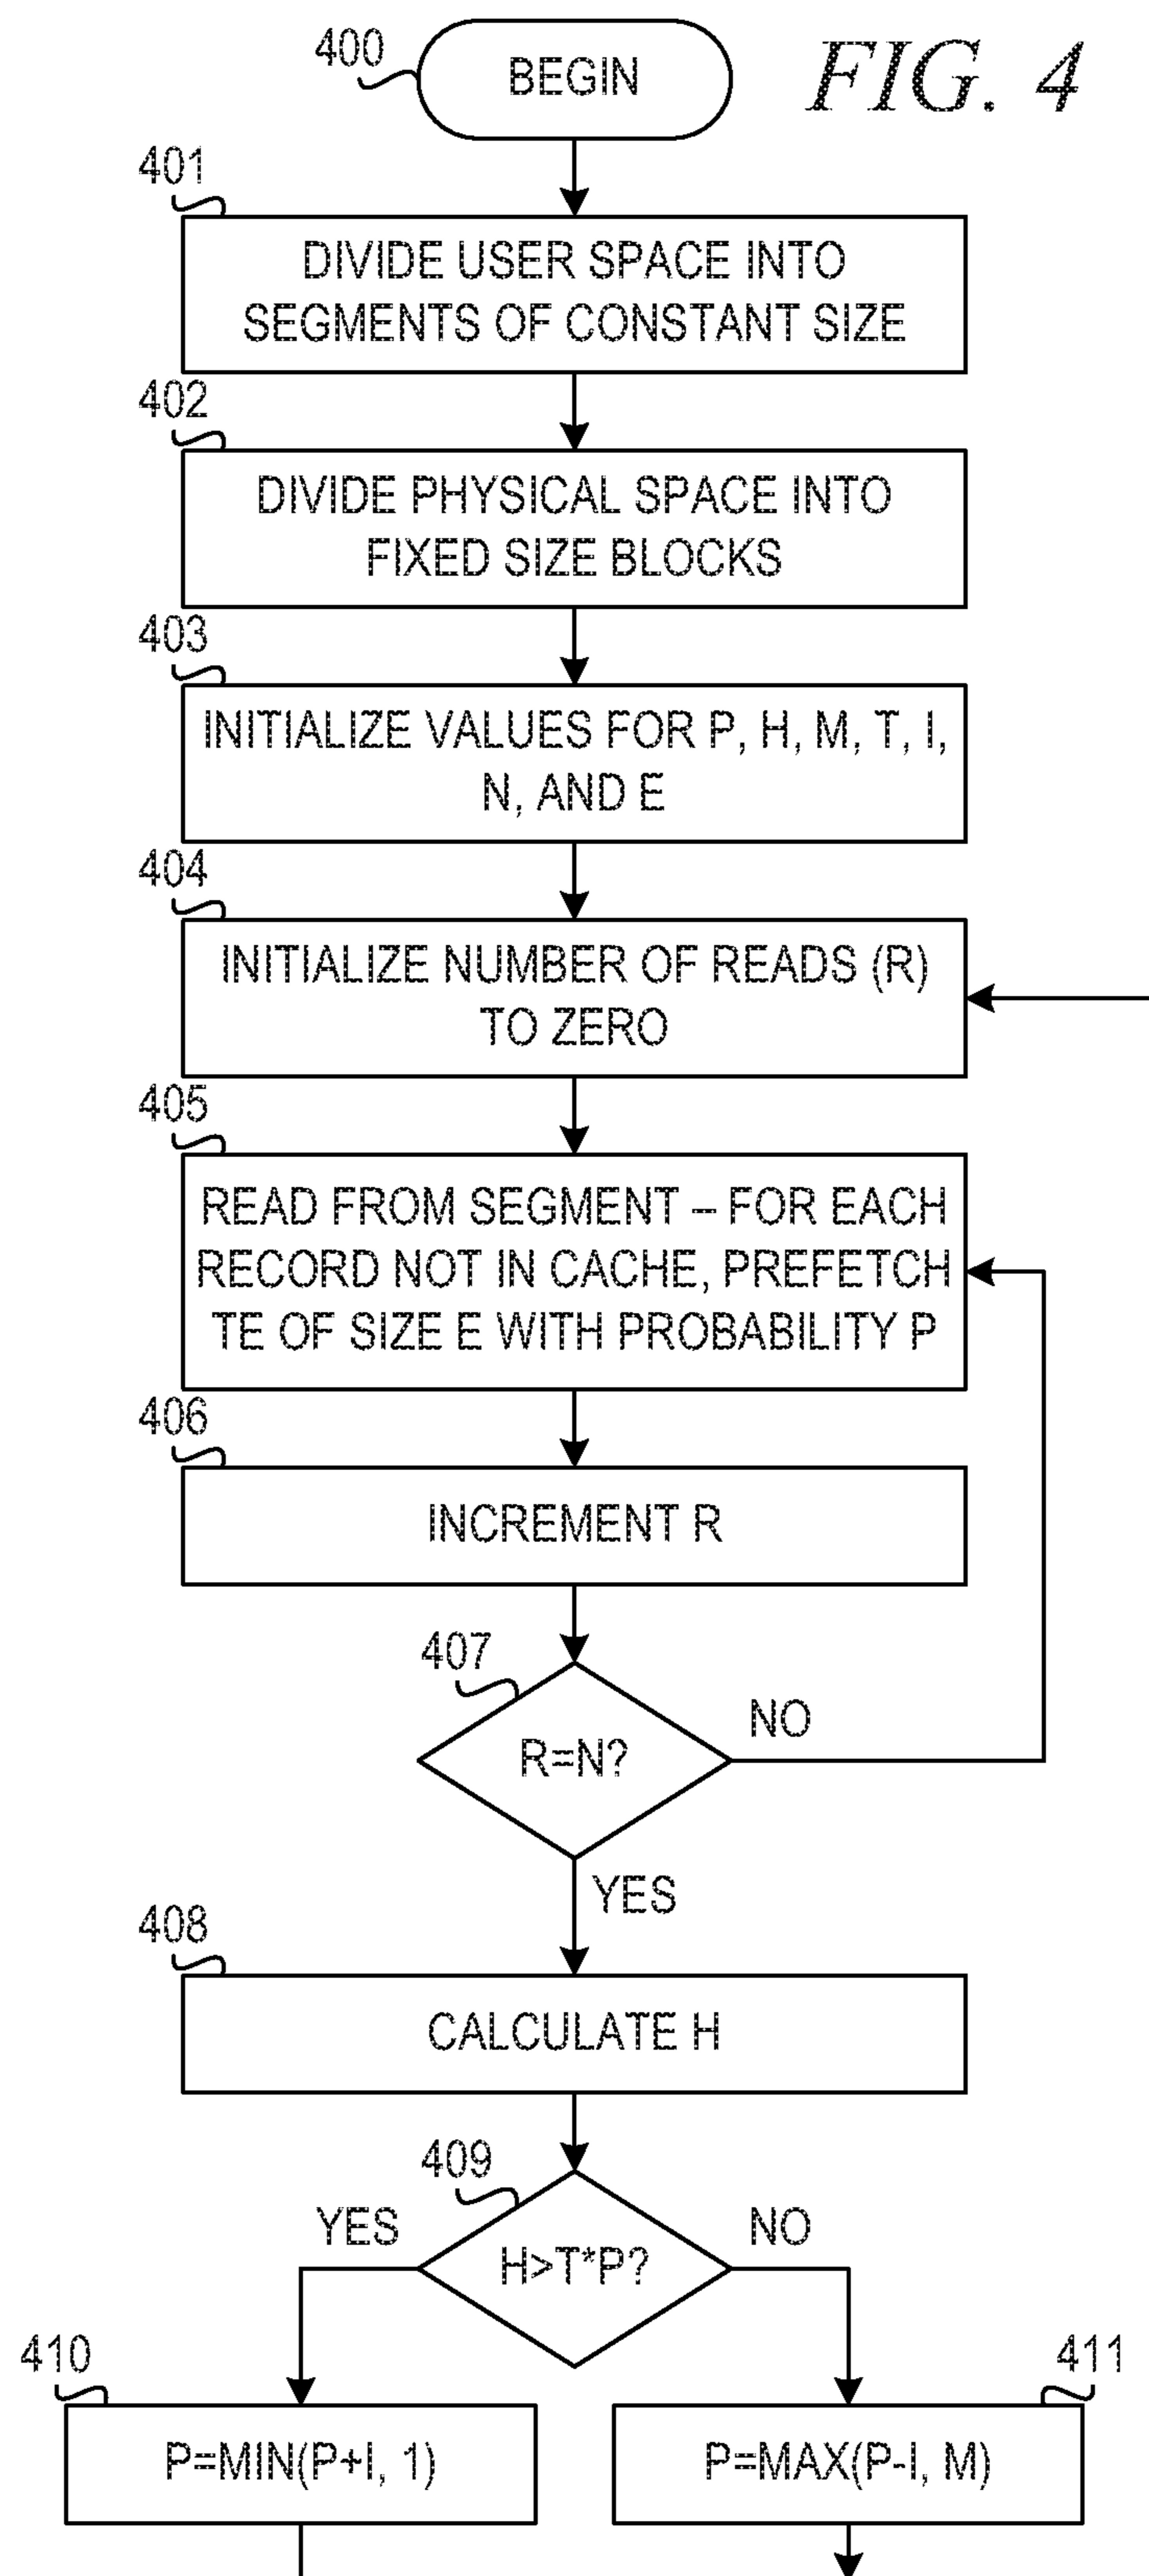 400
BEGIN
FIG. 4
401
DIVIDE USER SPACE INTO
SEGMENTS OF CONSTANT SIZE
402
DIVIDE PHYSICAL SPACE INTO
FIXED SIZE BLOCKS
403
INITIALIZE VALUES FOR P, H, M, T, I,
N, AND E
404
INITIALIZE NUMBER OF READS (R)
TO ZERO
405
READ FROM SEGMENT – FOR EACH
RECORD NOT IN CACHE, PREFETCH
TE OF SIZE E WITH PROBABILITY P
406
INCREMENT R
407
R=N?
NO
YES
408
CALCULATE H
409
YES
H>T*P?
NO
410
P=MIN(P+I, 1)
411
P=MAX(P-I, M)